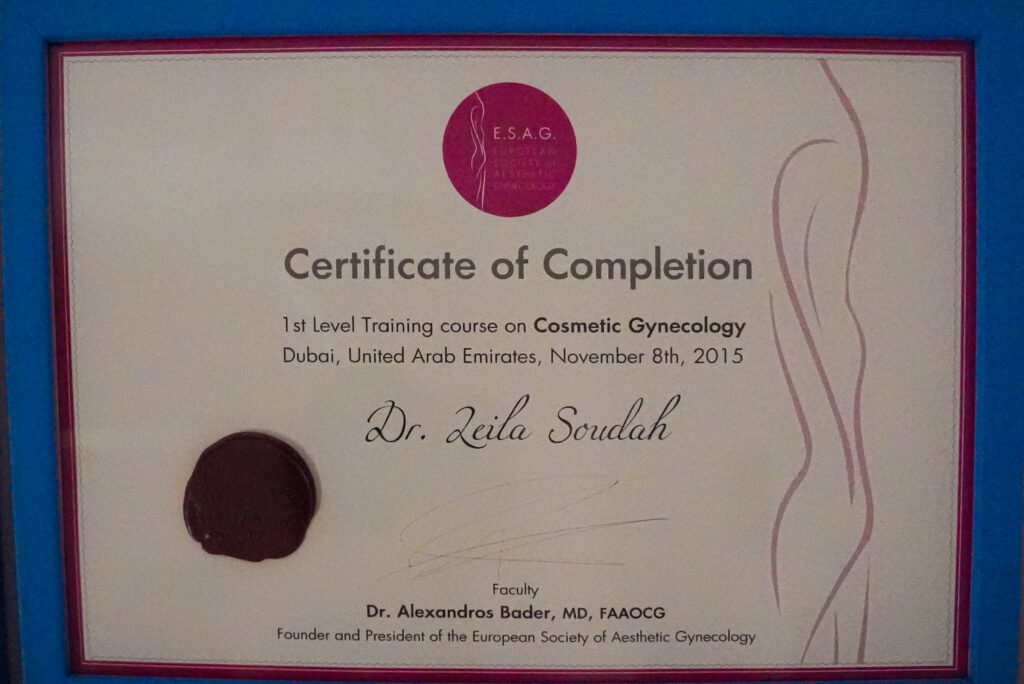 E.S.A.G.
EUROPEAN
SOCIETY of
AESTHETIC
GYNECOLOGY
Certificate of Completion
1st Level Training course on Cosmetic Gynecology
Dubai, United Arab Emirates, November 8th, 2015
Dr. Leila Soudah
Faculty
Dr. Alexandros Bader, MD, FAAOCG
Founder and President of the European Society of Aesthetic Gynecology